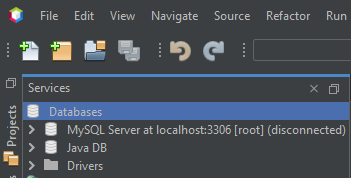 File Edit View Navigate Source Refactor Run
Services
Projects
Databases
MySQL Server at localhost:3306 [root] (disconnected)
Java DB
Drivers